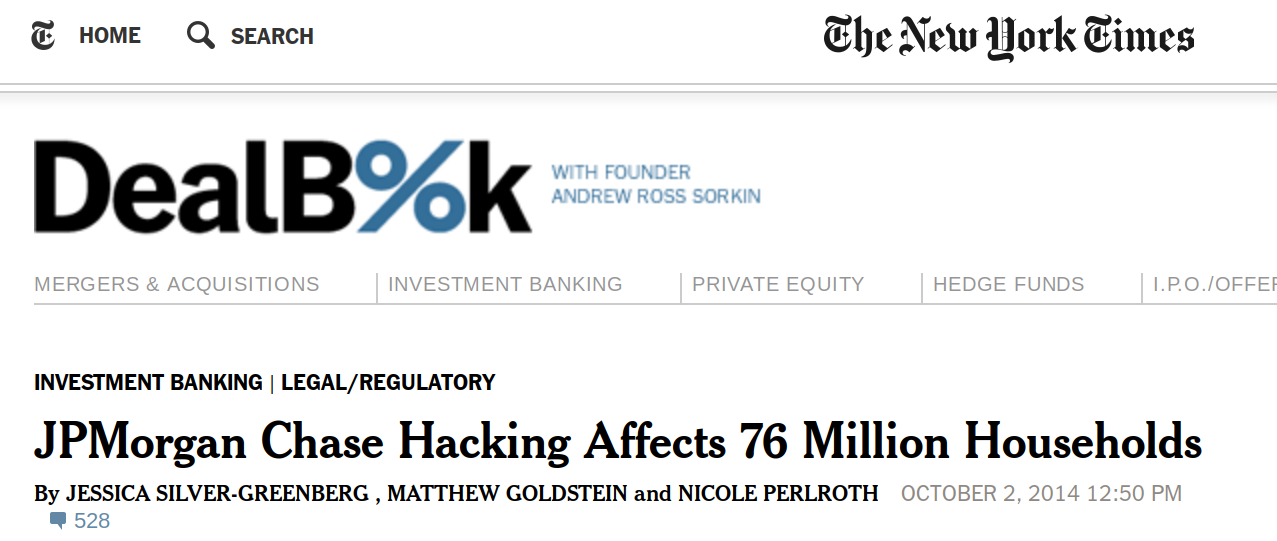 HOME SEARCH The New York Times
DealB%k WITH FOUNDER
ANDREW ROSS SORKIN
MERGERS & ACQUISITIONS INVESTMENT BANKING PRIVATE EQUITY HEDGE FUNDS I.P.O./OFFE
INVESTMENT BANKING | LEGAL/REGULATORY
JPMorgan Chase Hacking Affects 76 Million Households
By JESSICA SILVER-GREENBERG , MATTHEW GOLDSTEIN and NICOLE PERLROTH OCTOBER 2, 2014 12:50 PM
528